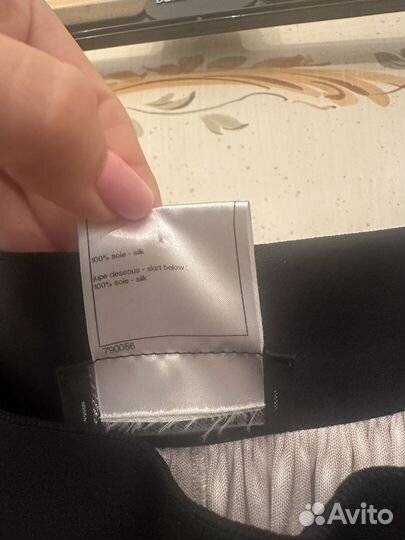 100% soie - silk
jupe dessous - skirt below :
100% soie - silk
790056
Avito